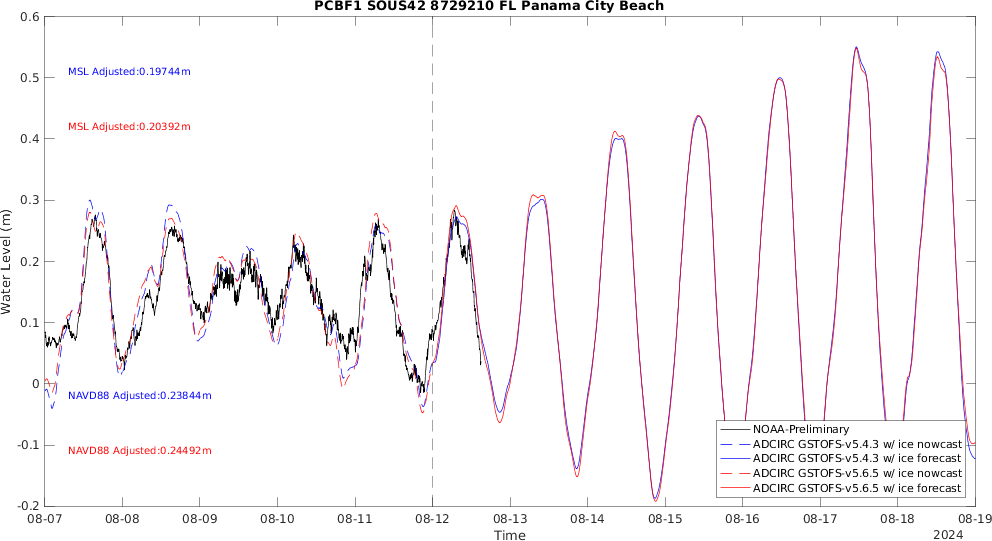 PCBF1 SOUS42 8729210 FL Panama City Beach
0.6
0.5
0.4
0.3
0.2
0.1
0
-0.1
-0.2
Water Level (m)
MSL Adjusted:0.19744m
MSL Adjusted:0.20392m
NAVD88 Adjusted:0.23844m
NAVD88 Adjusted:0.24492m
NOAA-Preliminary
ADCIRC GSTOFS-v5.4.3 w/ ice nowcast
ADCIRC GSTOFS-v5.4.3 w/ ice forecast
ADCIRC GSTOFS-v5.6.5 w/ ice nowcast
ADCIRC GSTOFS-v5.6.5 w/ ice forecast
08-07 08-08 08-09 08-10 08-11 08-12 08-13 08-14 08-15 08-16 08-17 08-18 08-19
Time
2024